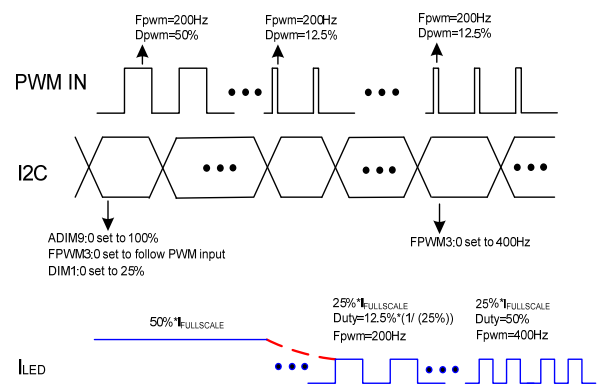 Fpwm=200Hz
Dpwm=50%
Fpwm=200Hz
Dpwm=12.5%
Fpwm=200Hz
Dpwm=12.5%
PWM IN
I2C
ADIM9:0 set to 100%
FPWM3:0 set to follow PWM input
DIM1:0 set to 25%
FPWM3:0 set to 400Hz
50%*IFULLSCALE
25%*IFULLSCALE
Duty=12.5%*(1/ (25%))
Fpwm=200Hz
25%*IFULLSCALE
Duty=50%
Fpwm=400Hz
ILED